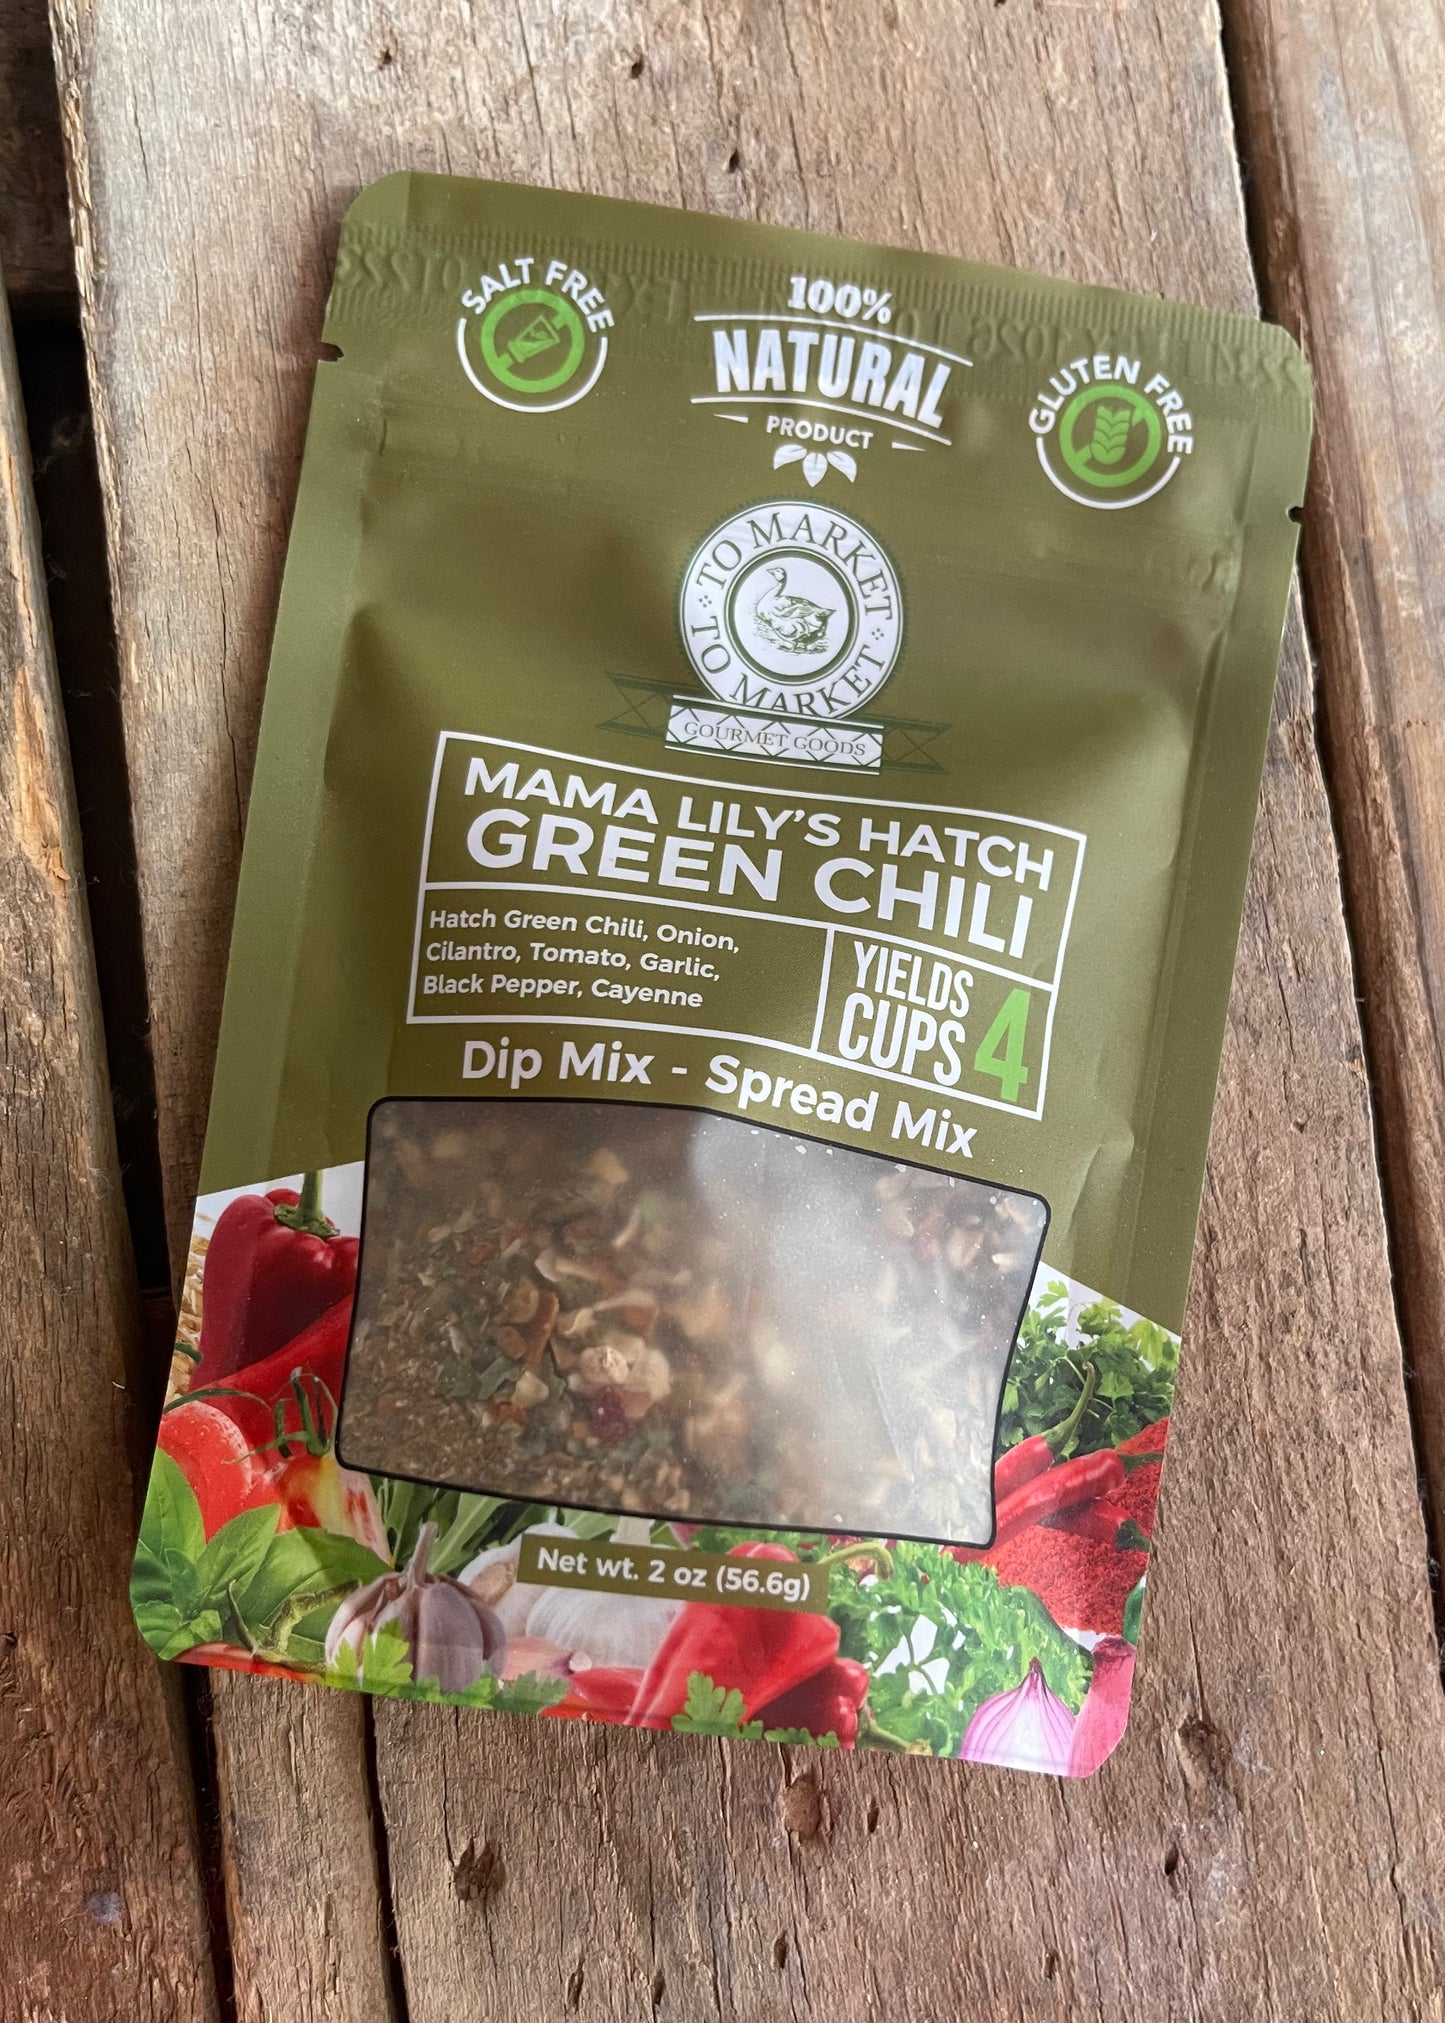 SALT FREE
100%
NATURAL
PRODUCT
GLUTEN FREE
TO MARKET
TO MARKET
GOURMET GOODS
MAMA LILY'S HATCH
GREEN CHILI
Hatch Green Chili, Onion,
Cilantro, Tomato, Garlic,
Black Pepper, Cayenne
YIELDS
CUPS
4
Dip Mix - Spread Mix
Net wt. 2 oz (56.6g)